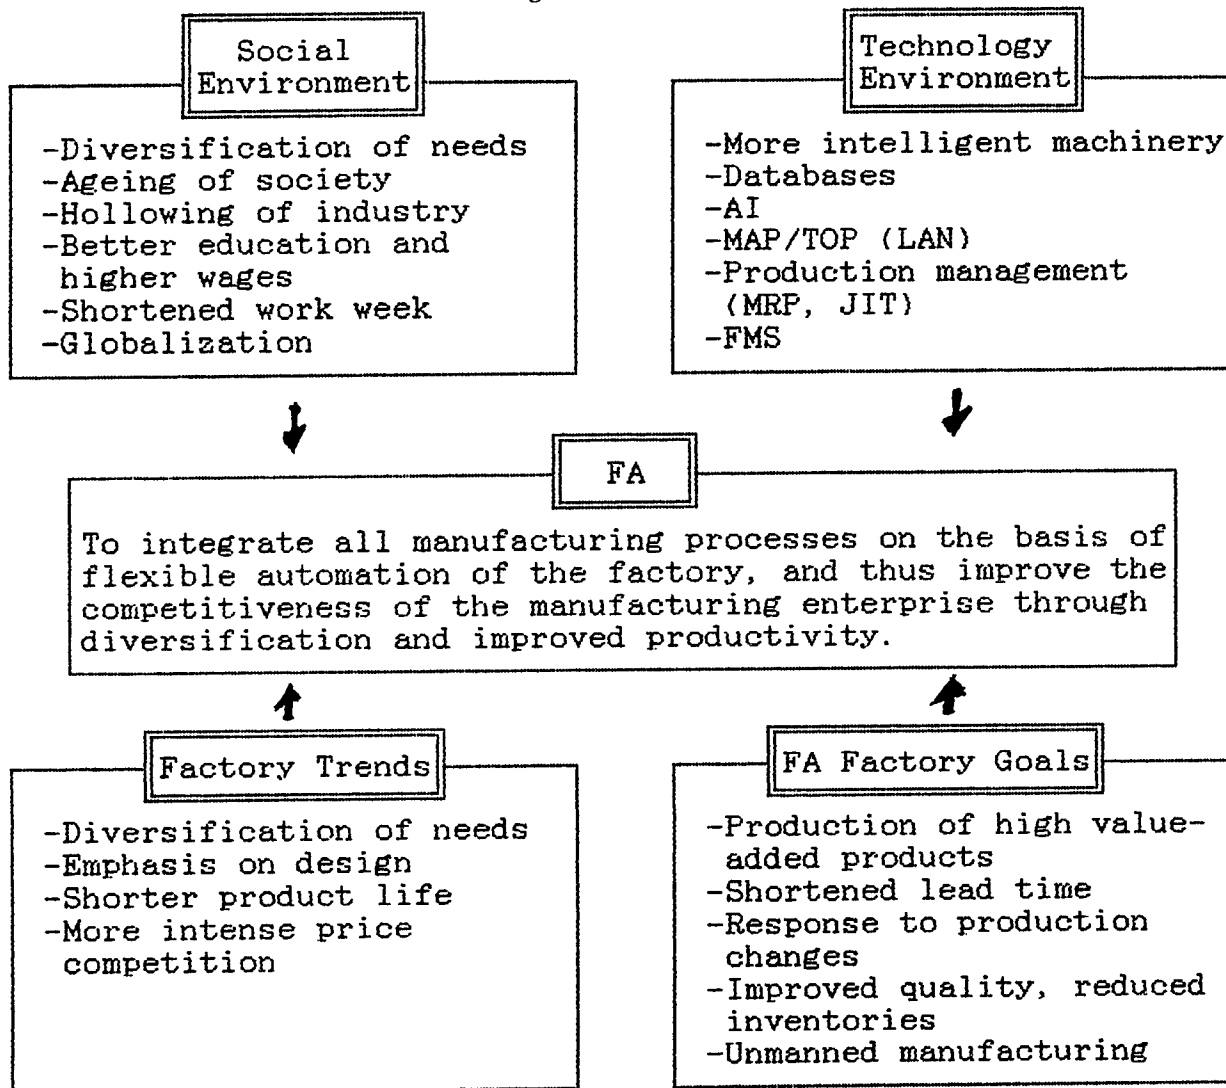 Social
Environment
-Diversification of needs
-Ageing of society
-Hollowing of industry
-Better education and
higher wages
-Shortened work week
-Globalization
Technology
Environment
-More intelligent machinery
-Databases
-AI
-MAP/TOP (LAN)
-Production management
(MRP, JIT)
-FMS
FA
To integrate all manufacturing processes on the basis of
flexible automation of the factory, and thus improve the
competitiveness of the manufacturing enterprise through
diversification and improved productivity.
Factory Trends
-Diversification of needs
-Emphasis on design
-Shorter product life
-More intense price
competition
FA Factory Goals
-Production of high value-
added products
-Shortened lead time
-Response to production
changes
-Improved quality, reduced
inventories
-Unmanned manufacturing